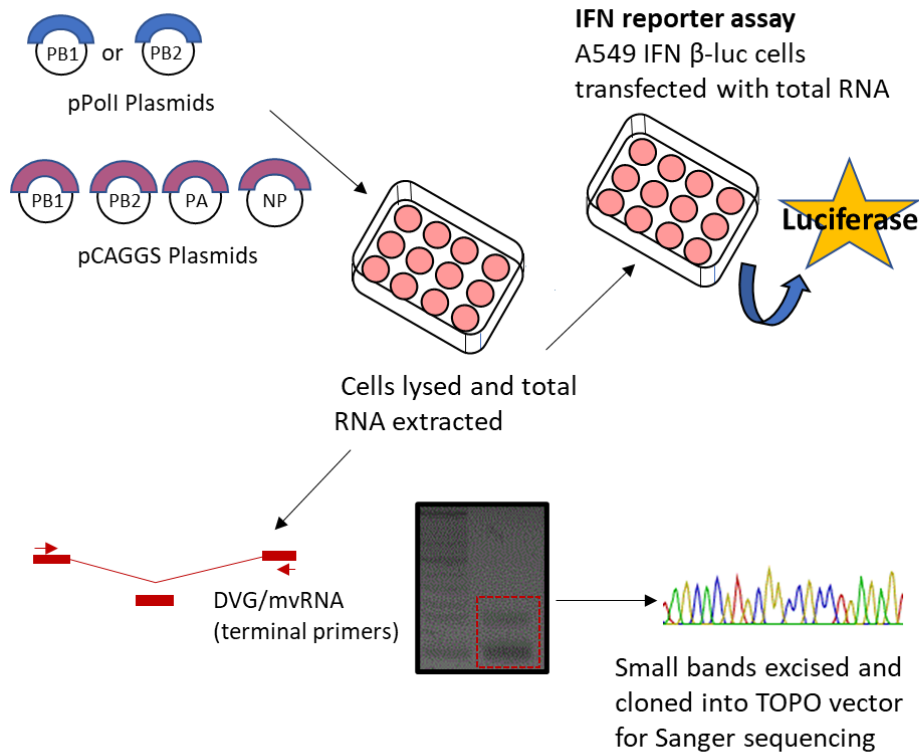 PB1 or PB2
pPolI Plasmids
PB1 PB2 PA NP
pCAGGS Plasmids
IFN reporter assay
A549 IFN β-luc cells
transfected with total RNA
Luciferase
Cells lysed and total
RNA extracted
DVG/mvRNA
(terminal primers)
Small bands excised and
cloned into TOPO vector
for Sanger sequencing